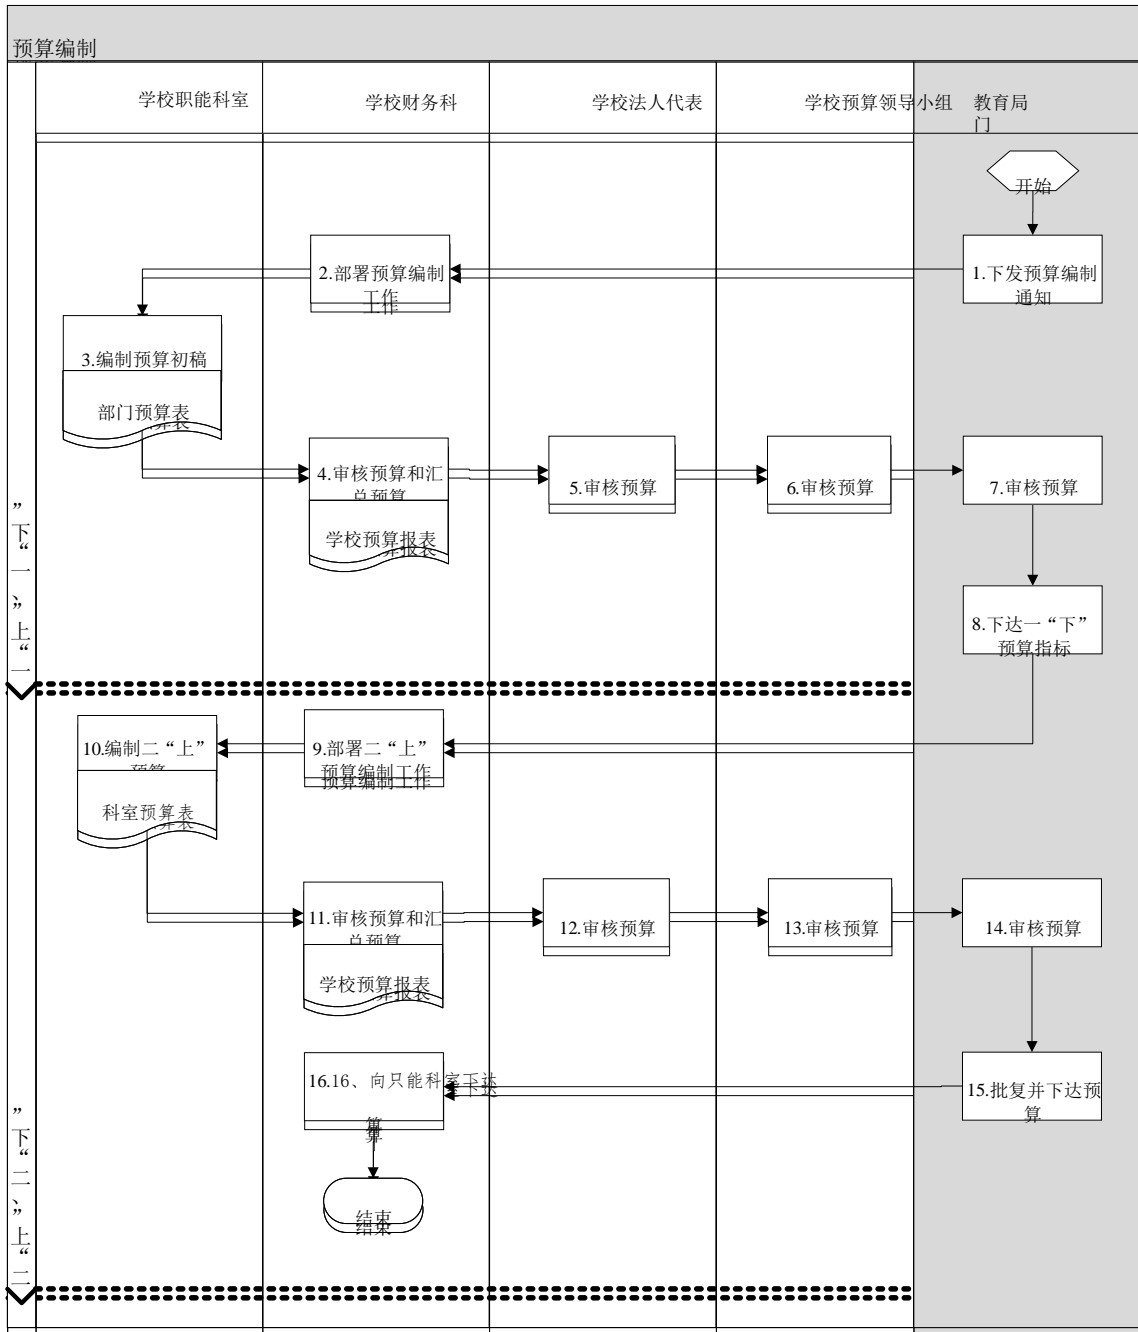 预算编制
学校职能科室
学校财务科
学校法人代表
学校预算领导小组
教育局
门
开始
1.下发预算编制
通知
2.部署预算编制
工作
3.编制预算初稿
部门预算表
4.审核预算和汇
总预算
学校预算报表
5.审核预算
6.审核预算
7.审核预算
8.下达一“下”
预算指标
一“上”、一“下”
9.部署二“上”
预算编制工作
10.编制二“上”
预算
科室预算表
11.审核预算和汇
总预算
学校预算报表
12.审核预算
13.审核预算
14.审核预算
15.批复并下达预
算
16.16、向只能科室下达
算
结束
二“上”、二“下”